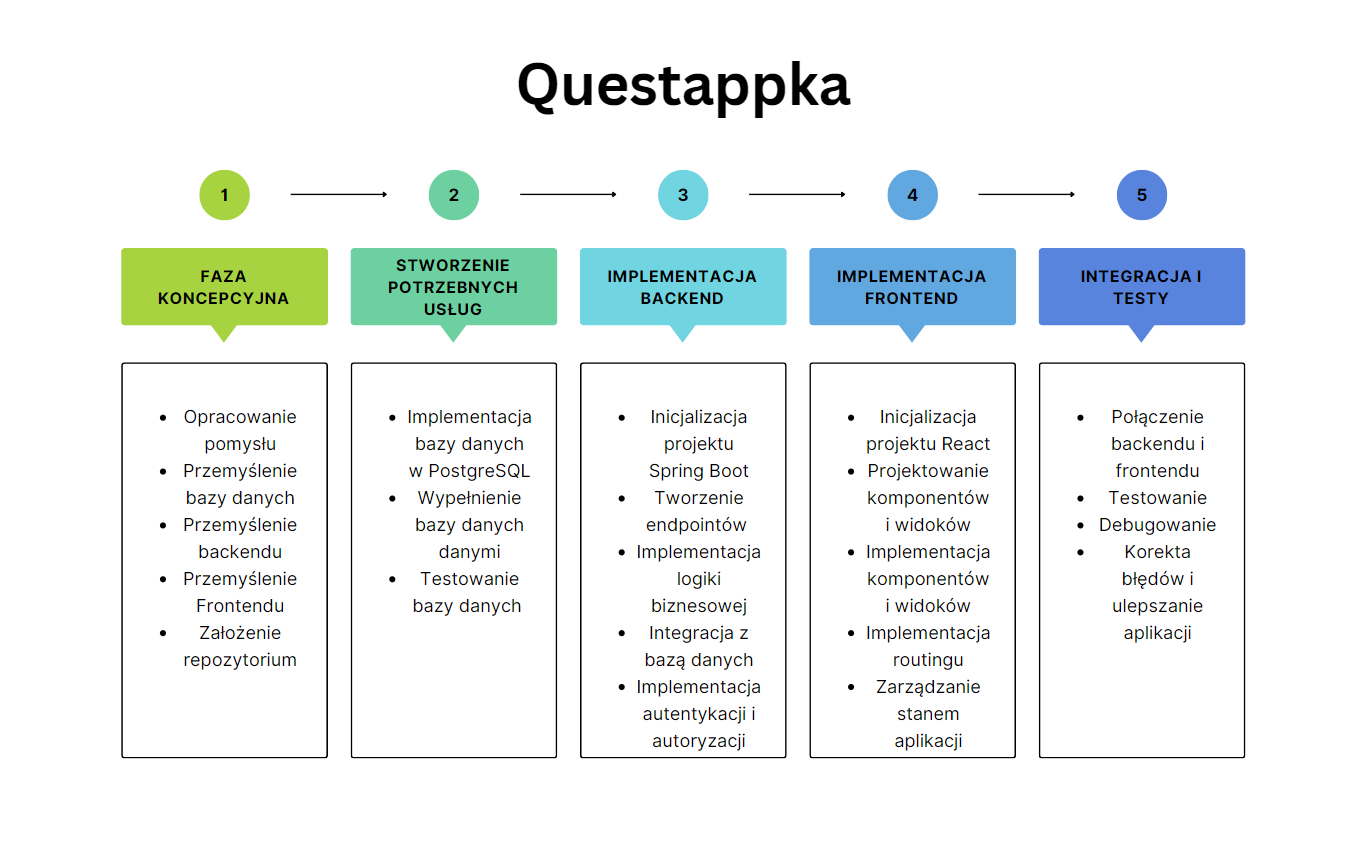 Questappka
1
2
3
4
5
FAZA
KONCEPCYJNA
STWORZENIE
POTRZEBNYCH
USŁUG
IMPLEMENTACJA
BACKEND
IMPLEMENTACJA
FRONTEND
INTEGRACJA I
TESTY
• Opracowanie
pomysłu
• Przemyślenie
bazy danych
• Przemyślenie
backendu
• Przemyślenie
Frontendu
• Założenie
repozytorium
• Implementacja
bazy danych
w PostgreSQL
• Wypełnienie
bazy danych
danymi
• Testowanie
bazy danych
• Inicjalizacja
projektu
Spring Boot
• Tworzenie
endpointów
• Implementacja
logiki
biznesowej
• Integracja z
bazą danych
• Implementacja
autentykacji i
autoryzacji
• Inicjalizacja
projektu React
• Projektowanie
komponentów
i widoków
• Implementacja
komponentów
i widoków
• Implementacja
routingu
• Zarządzanie
stanem
aplikacji
• Połączenie
backendu i
frontendu
• Testowanie
• Debugowanie
• Korekta
błędów i
ulepszanie
aplikacji